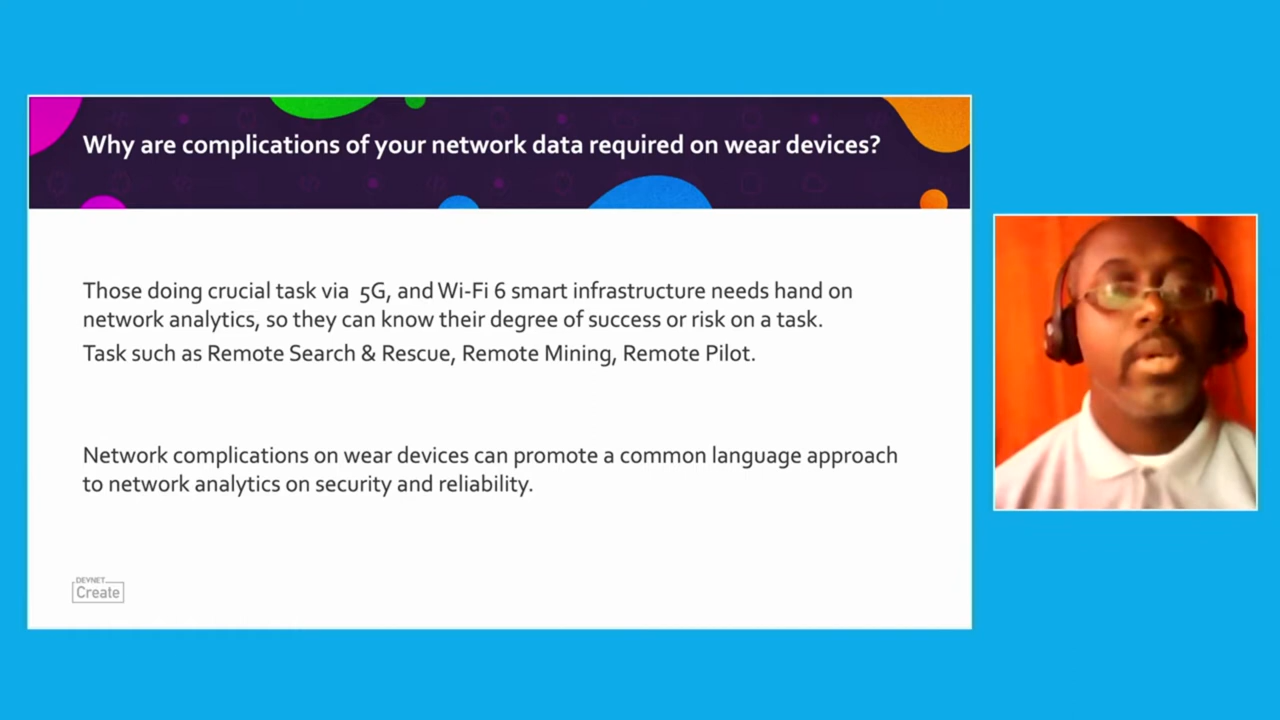 Why are complications of your network data required on wear devices?
Those doing crucial task via 5G, and Wi-Fi 6 smart infrastructure needs hand on
network analytics, so they can know their degree of success or risk on a task.
Task such as Remote Search & Rescue, Remote Mining, Remote Pilot.
Network complications on wear devices can promote a common language approach
to network analytics on security and reliability.
DEVNET
Create